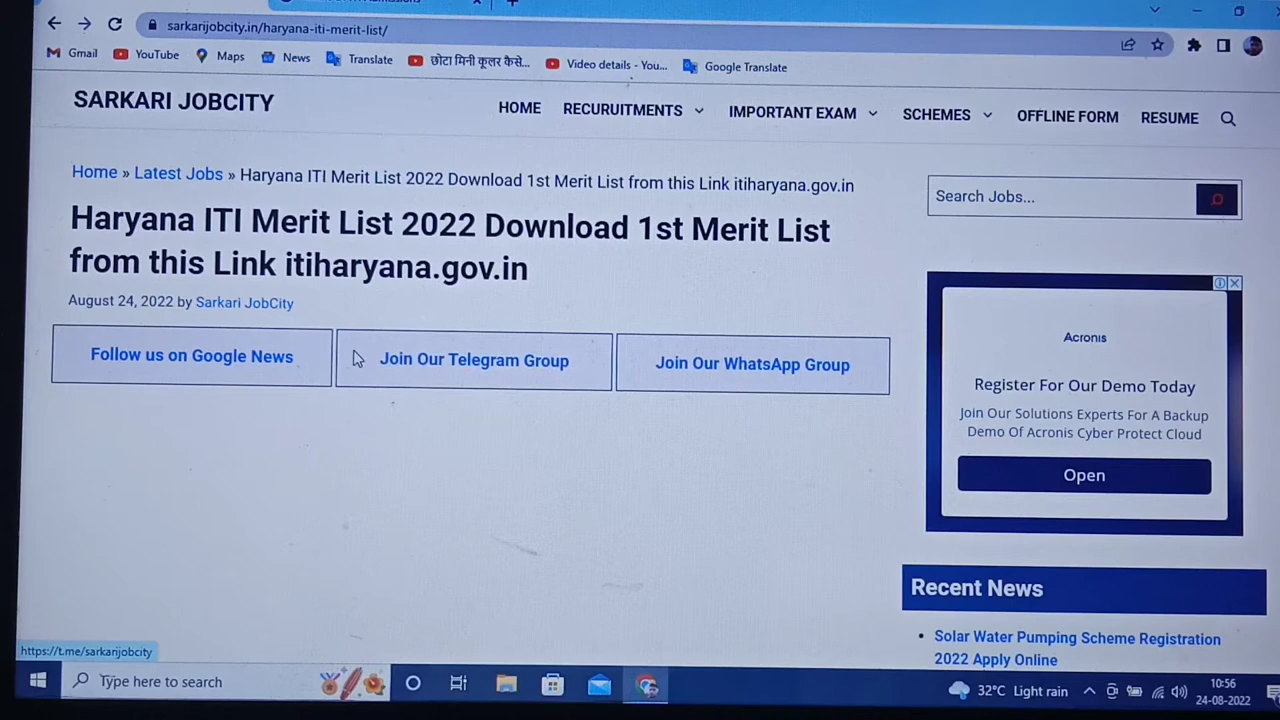 sarkarijobcity.in/haryana-iti-merit-list/
Gmail YouTube Maps News Translate छोटा मिनी कूलर कैसे... Video details - You... Google Translate
SARKARI JOBCITY
HOME RECURUITMENTS IMPORTANT EXAM SCHEMES OFFLINE FORM RESUME
Home » Latest Jobs » Haryana ITI Merit List 2022 Download 1st Merit List from this Link itiharyana.gov.in
Haryana ITI Merit List 2022 Download 1st Merit List
from this Link itiharyana.gov.in
August 24, 2022 by Sarkari JobCity
Follow us on Google News
Join Our Telegram Group
Join Our WhatsApp Group
Search Jobs...
Acronis
Register For Our Demo Today
Join Our Solutions Experts For A Backup
Demo Of Acronis Cyber Protect Cloud
Open
Recent News
Solar Water Pumping Scheme Registration
2022 Apply Online
https://t.me/sarkarijobcity
Type here to search
32°C Light rain
10:56
24-08-2022